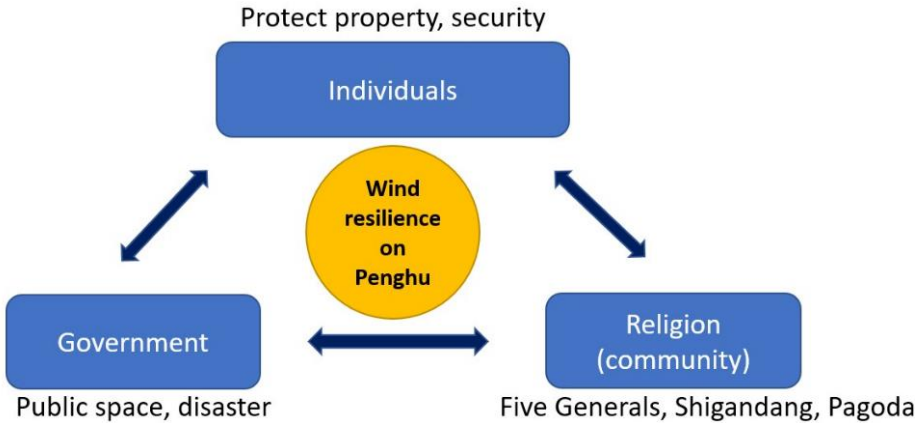 Protect property, security
Individuals
Wind
resilience
on
Penghu
Government
Religion
(community)
Public space, disaster
Five Generals, Shigandang, Pagoda